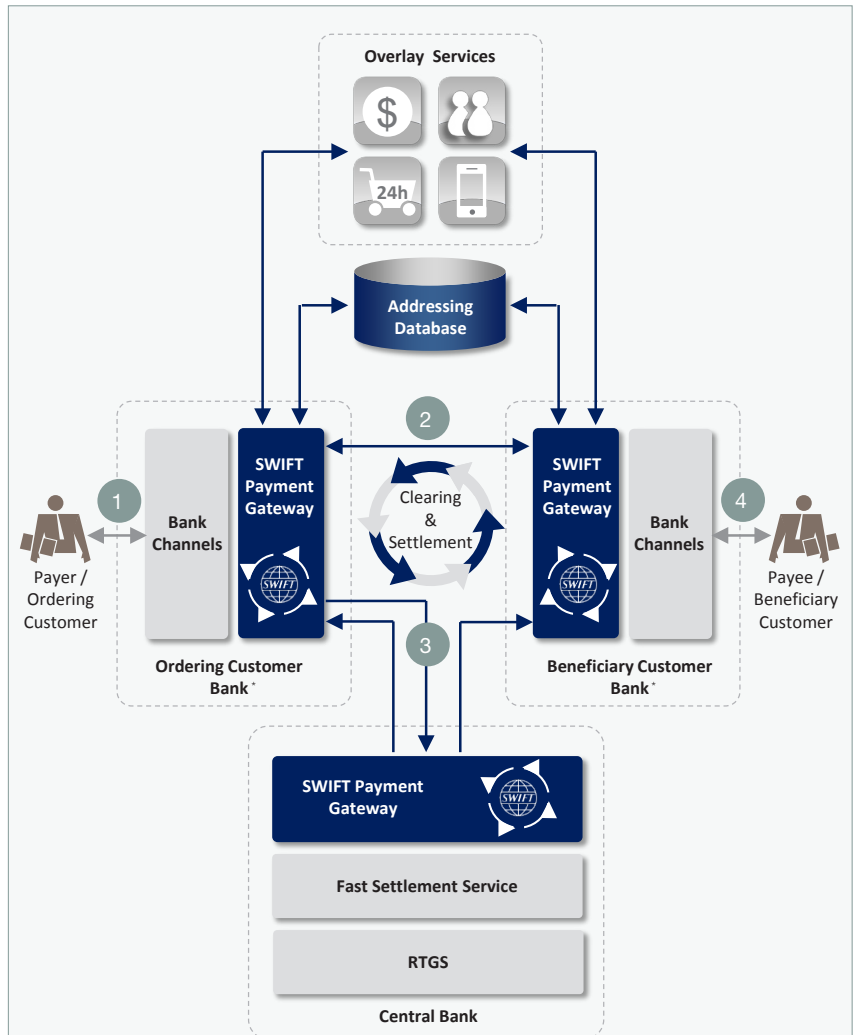 Overlay Services
$
24h
Addressing
Database
2
SWIFT
Payment
Gateway
SWIFT
Bank
Channels
1
Payer /
Ordering
Customer
Ordering Customer
Bank *
Clearing
&
Settlement
SWIFT
Payment
Gateway
SWIFT
Bank
Channels
4
Payee /
Beneficiary
Customer
Beneficiary Customer
Bank *
3
SWIFT Payment
Gateway
SWIFT
Fast Settlement Service
RTGS
Central Bank